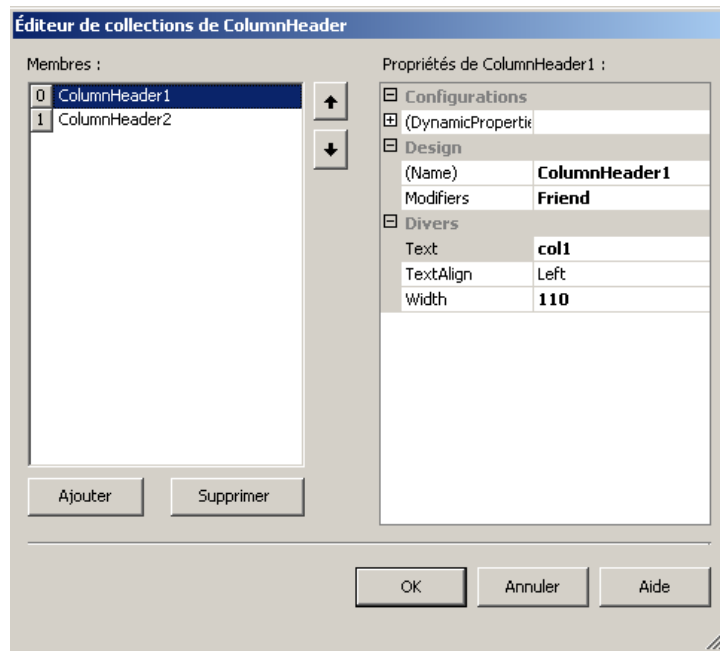 Éditeur de collections de ColumnHeader
Membres :
0 ColumnHeader1
1 ColumnHeader2
Ajouter
Supprimer
Propriétés de ColumnHeader1 :
Configurations
(DynamicPropertie
Design
(Name) ColumnHeader1
Modifiers Friend
Divers
Text col1
TextAlign Left
Width 110
OK
Annuler
Aide